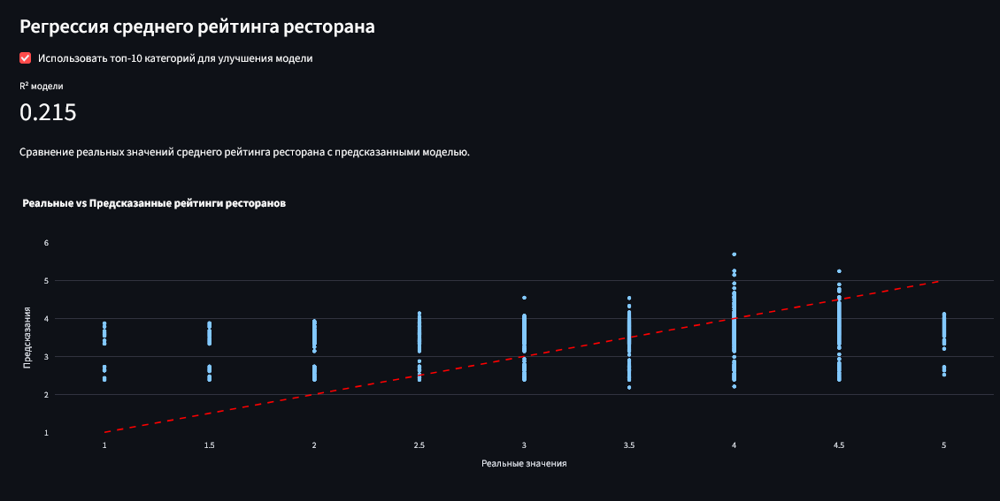 Регрессия среднего рейтинга ресторана
Использовать топ-10 категорий для улучшения модели
R² модели
0.215
Сравнение реальных значений среднего рейтинга ресторана с предсказанными моделью.
Реальные vs Предсказанные рейтинги ресторанов
6
5
4
3
2
1
Предсказания
1 1.5 2 2.5 3 3.5 4 4.5 5
Реальные значения